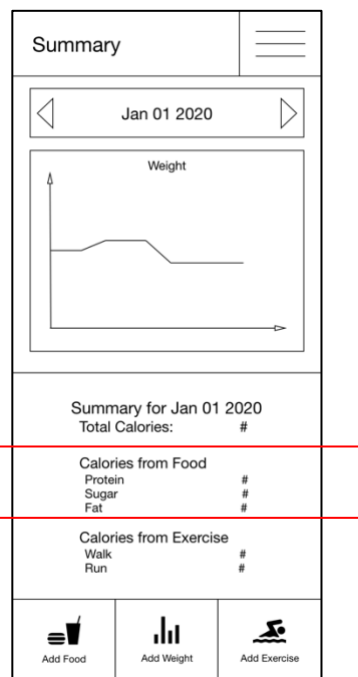 Summary
Jan 01 2020
Weight
Summary for Jan 01 2020
Total Calories: #
Calories from Food
Protein #
Sugar #
Fat #
Calories from Exercise
Walk #
Run #
Add Food Add Weight Add Exercise